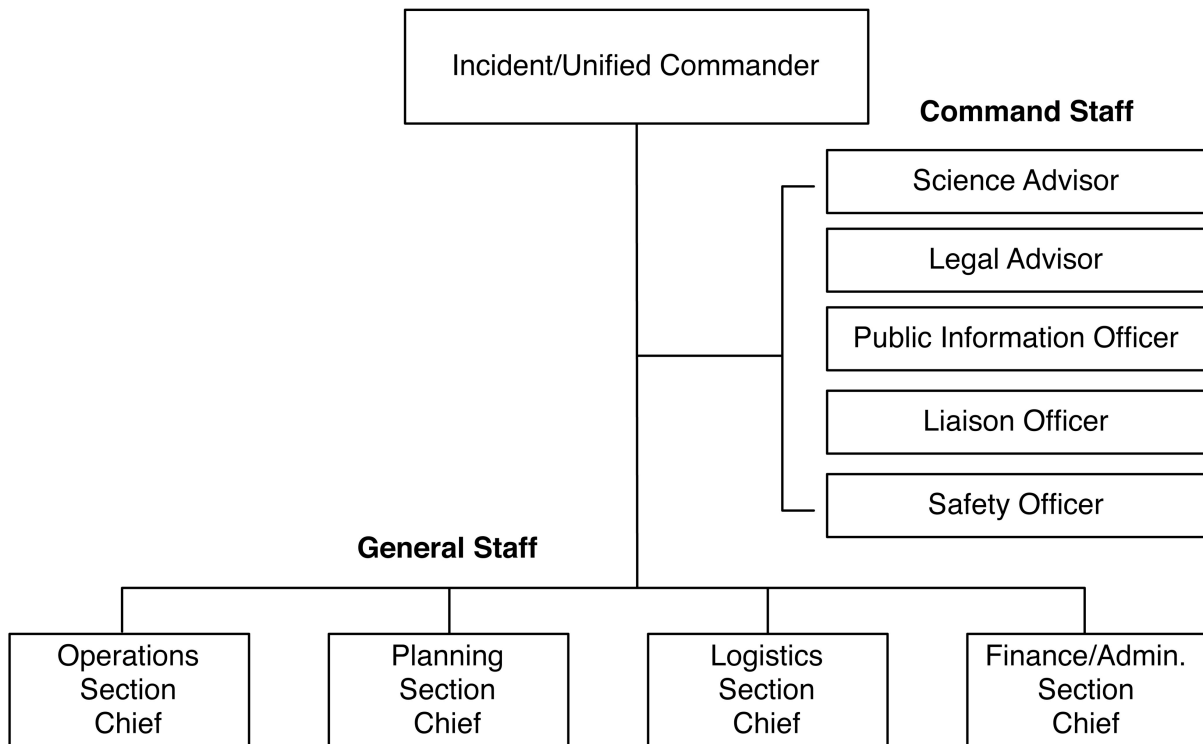 Incident/Unified Commander
Command Staff
Science Advisor
Legal Advisor
Public Information Officer
Liaison Officer
Safety Officer
General Staff
Operations
Section
Chief
Planning
Section
Chief
Logistics
Section
Chief
Finance/Admin.
Section
Chief